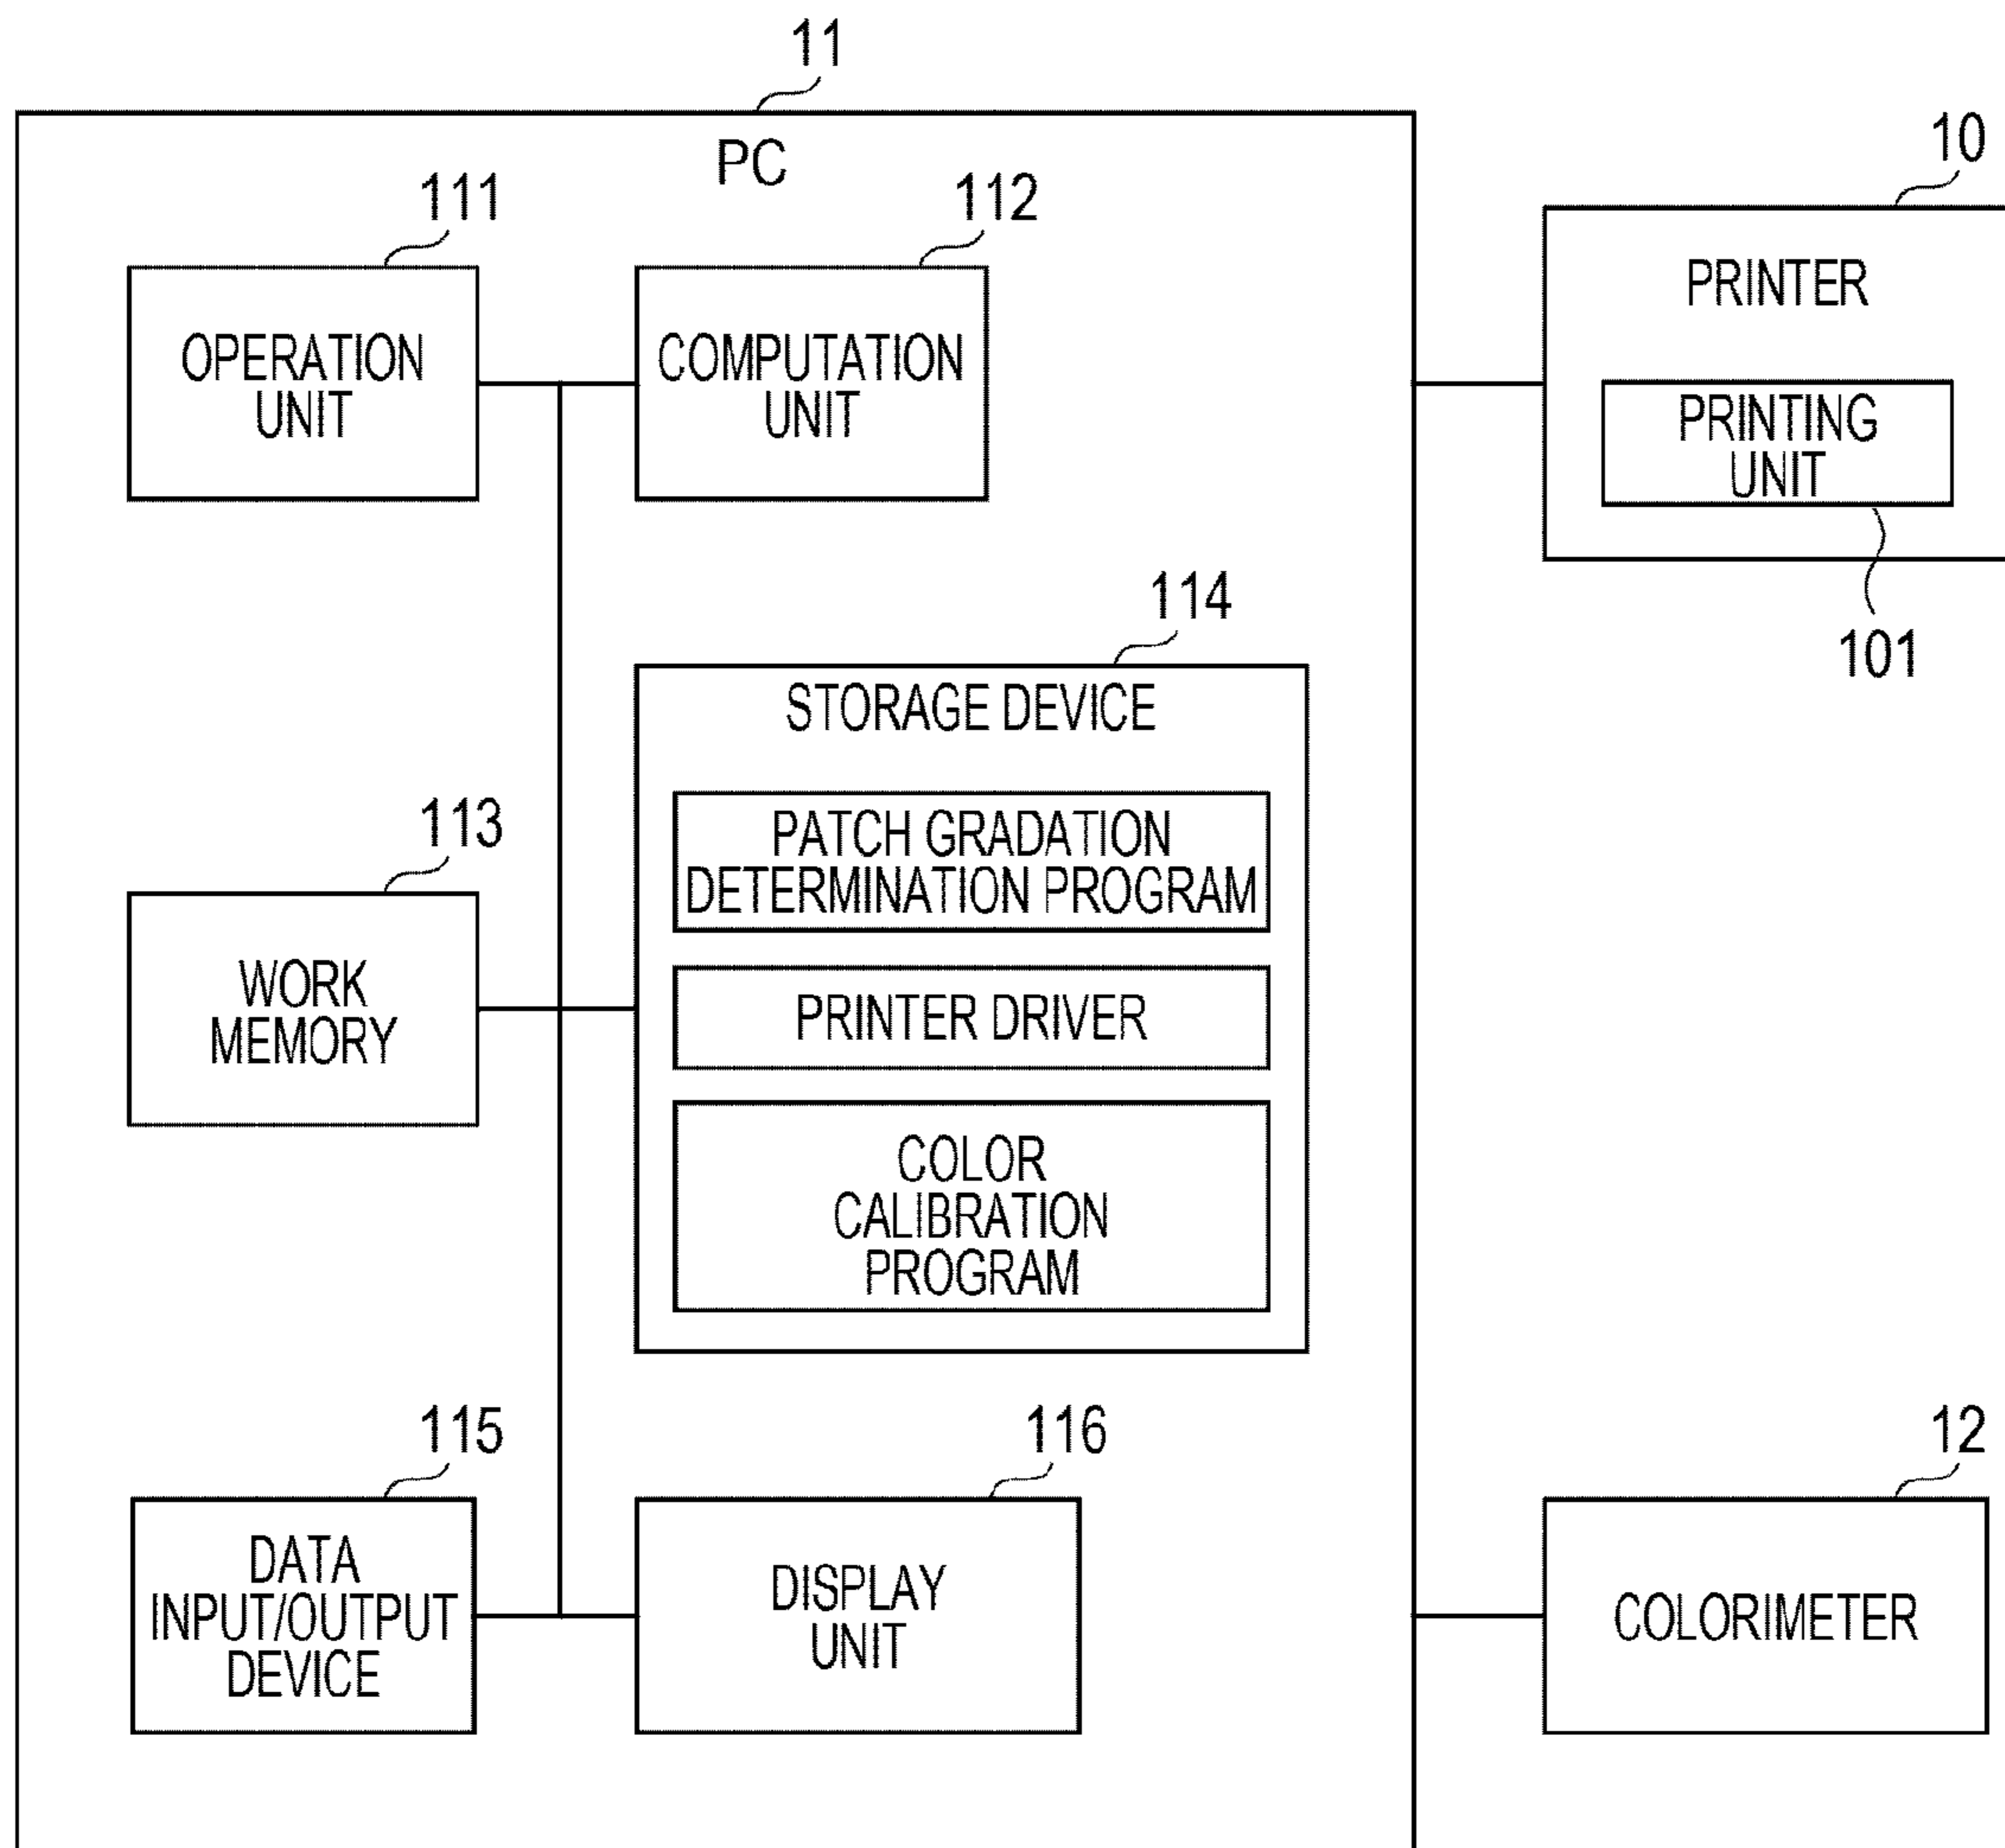 11
PC
10
111
112
PRINTER
OPERATION
UNIT
COMPUTATION
UNIT
PRINTING
UNIT
101
114
STORAGE DEVICE
113
PATCH GRADATION
DETERMINATION PROGRAM
WORK
MEMORY
PRINTER DRIVER
COLOR
CALIBRATION
PROGRAM
115
116
12
DATA
INPUT/OUTPUT
DEVICE
DISPLAY
UNIT
COLORIMETER